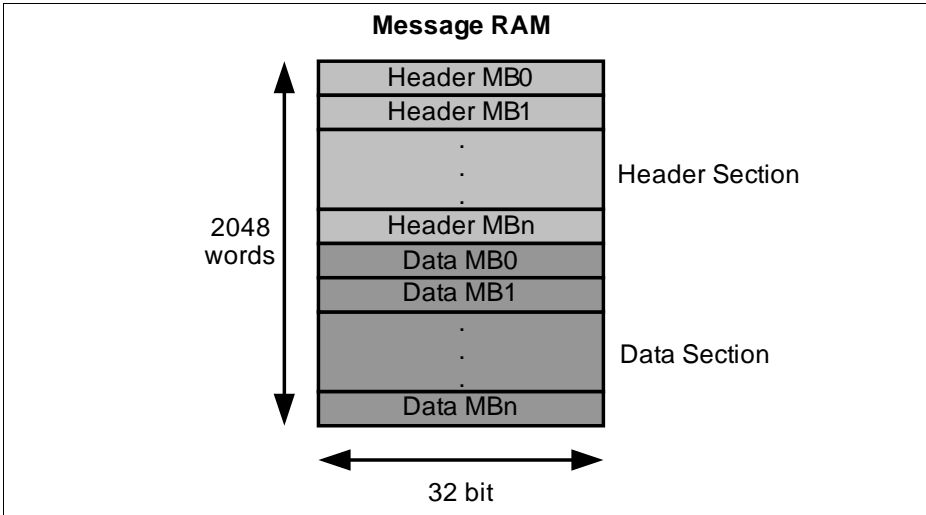 Message RAM
Header MB0
Header MB1
.
.
.
Header Section
Header MBn
2048
words
Data MB0
Data MB1
.
.
.
Data Section
Data MBn
32 bit